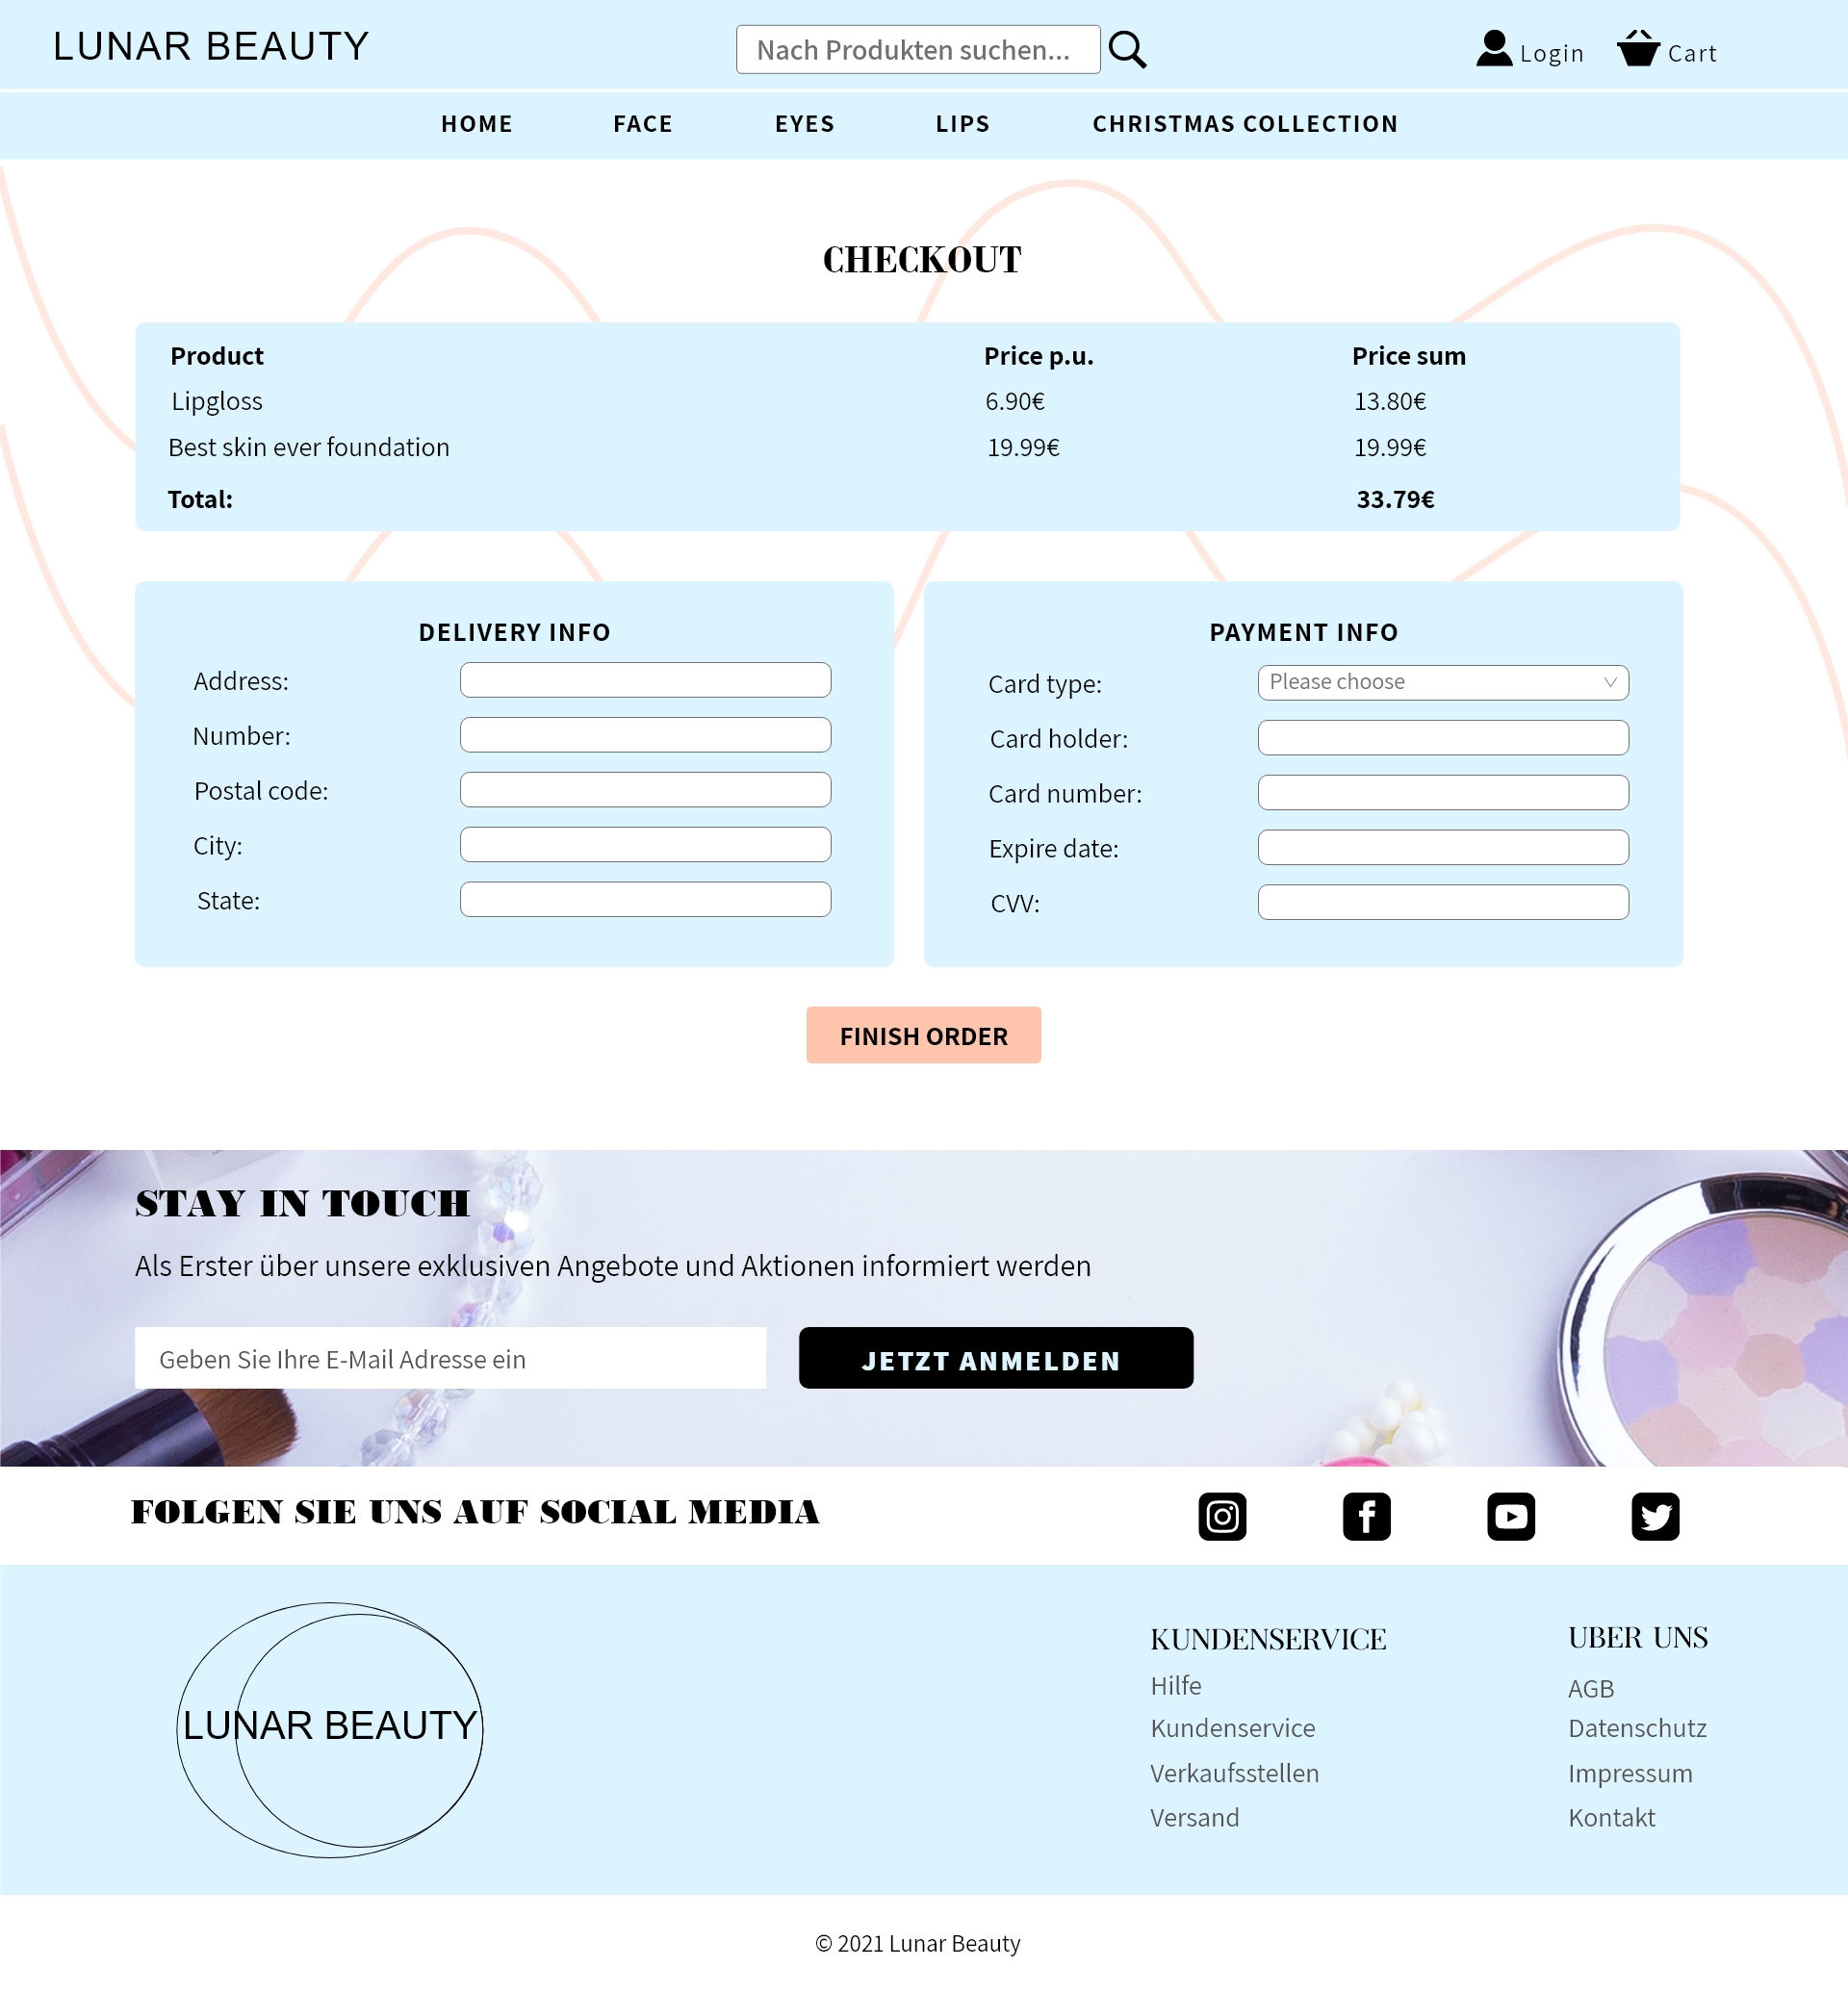 LUNAR BEAUTY
Nach Produkten suchen...
Login
Cart
HOME FACE EYES LIPS CHRISTMAS COLLECTION
CHECKOUT
Product Price p.u. Price sum
Lipgloss 6.90€ 13.80€
Best skin ever foundation 19.99€ 19.99€
Total: 33.79€
DELIVERY INFO
Address:
Number:
Postal code:
City:
State:
PAYMENT INFO
Card type: Please choose
Card holder:
Card number:
Expire date:
CVV:
FINISH ORDER
STAY IN TOUCH
Als Erster über unsere exklusiven Angebote und Aktionen informiert werden
Geben Sie Ihre E-Mail Adresse ein
JETZT ANMELDEN
FOLGEN SIE UNS AUF SOCIAL MEDIA
LUNAR BEAUTY
KUNDENSERVICE
Hilfe
Kundenservice
Verkaufsstellen
Versand
UBER UNS
AGB
Datenschutz
Impressum
Kontakt
© 2021 Lunar Beauty